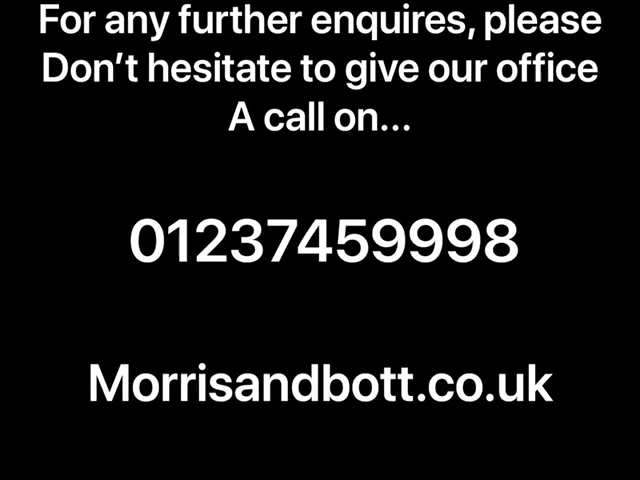 For any further enquires, please
Don’t hesitate to give our office
A call on...
01237459998
Morrisandbott.co.uk